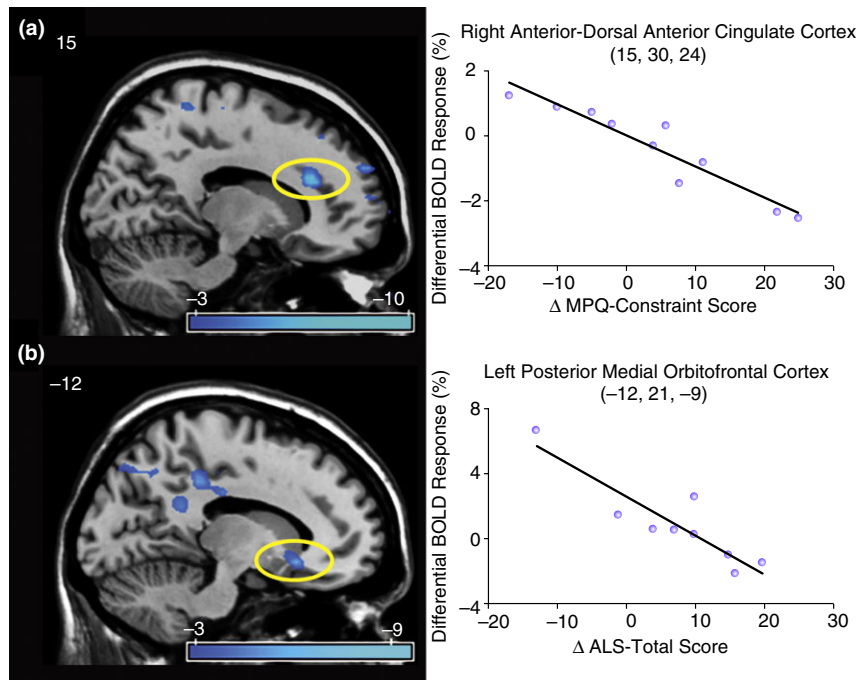 (a)
15
–3
–10
Right Anterior-Dorsal Anterior Cingulate Cortex
(15, 30, 24)
Differential BOLD Response (%)
2
0
–2
–4
–20
–10
0
10
20
30
Δ MPQ-Constraint Score
(b)
–12
–3
–9
Left Posterior Medial Orbitofrontal Cortex
(–12, 21, –9)
Differential BOLD Response (%)
8
4
0
–4
–20
–10
0
10
20
30
Δ ALS-Total Score